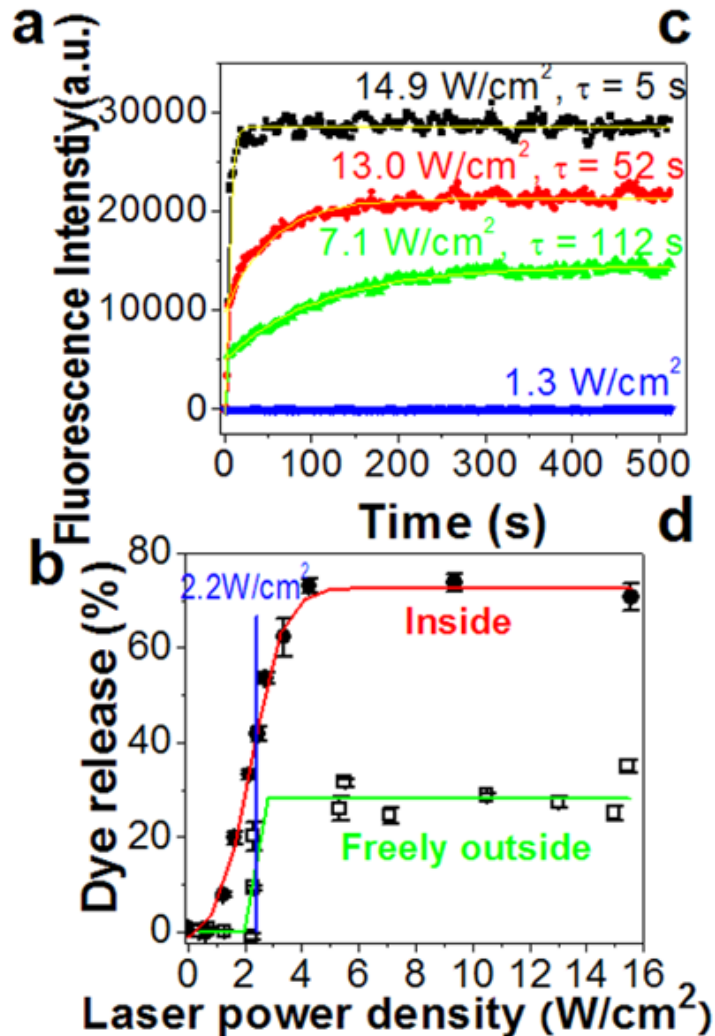 a
c
Fluorescence Intenstiy(a.u.)
30000
20000
10000
0
14.9 W/cm², τ = 5 s
13.0 W/cm², τ = 52 s
7.1 W/cm², τ = 112 s
1.3 W/cm²
0 100 200 300 400 500
Time (s)
b
d
Dye release (%)
80
60
40
20
0
2.2W/cm²
Inside
Freely outside
0 2 4 6 8 10 12 14 16
Laser power density (W/cm²)